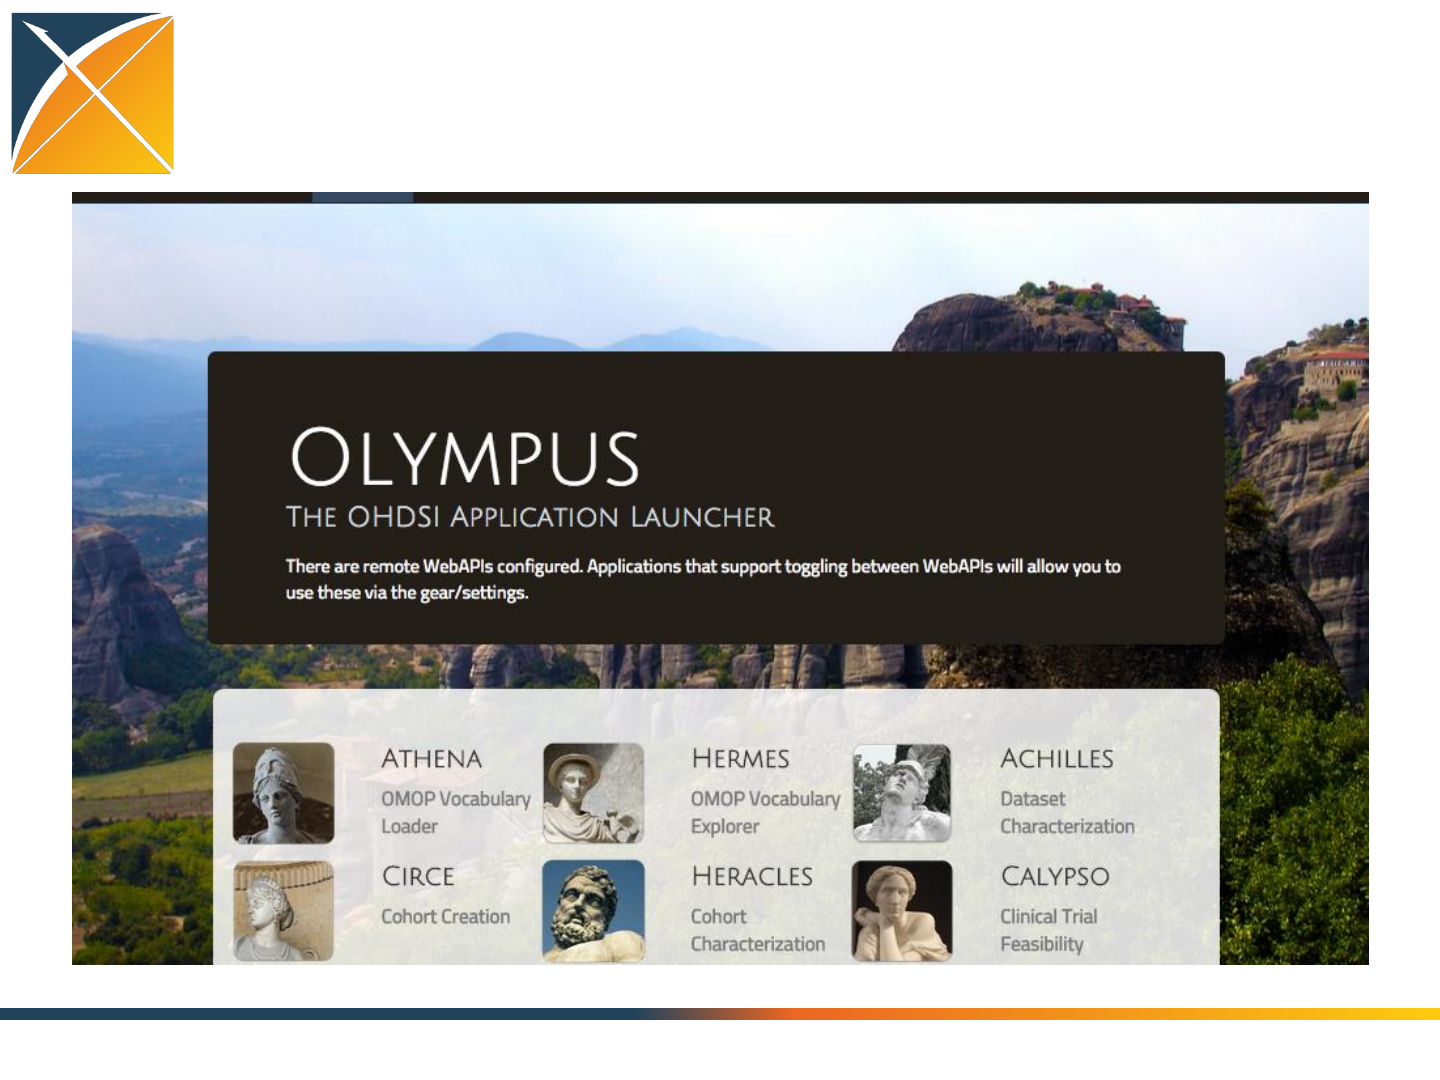 OLYMPUS
THE OHDSI APPLICATION LAUNCHER
There are remote WebAPIs configured. Applications that support toggling between WebAPIs will allow you to
use these via the gear/settings.
ATHENA
OMOP Vocabulary
Loader
HERMES
OMOP Vocabulary
Explorer
ACHILLES
Dataset
Characterization
CIRCE
Cohort Creation
HERACLES
Cohort
Characterization
CALYPSO
Clinical Trial
Feasibility